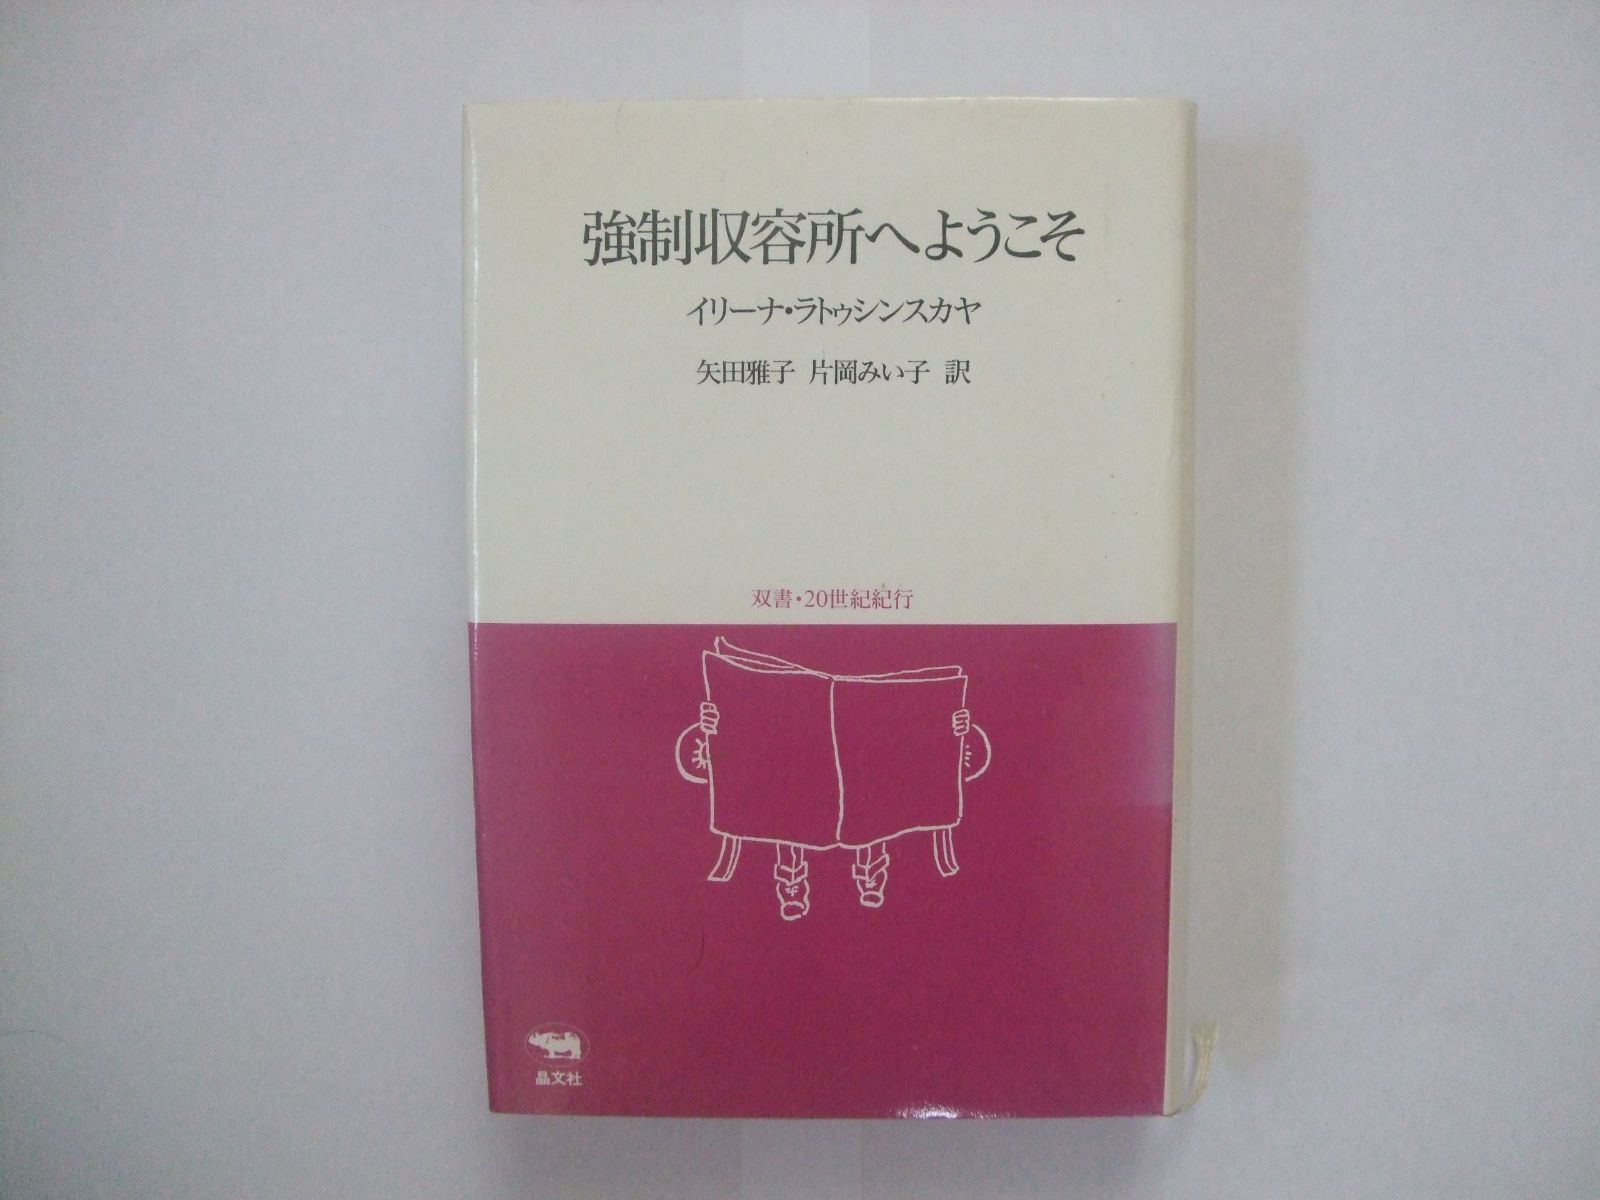 強制収容所へようこそ
イリーナ・ラトゥシンスカヤ
矢田雅子 片岡みい子 訳
双書・20世紀紀行
晶文社